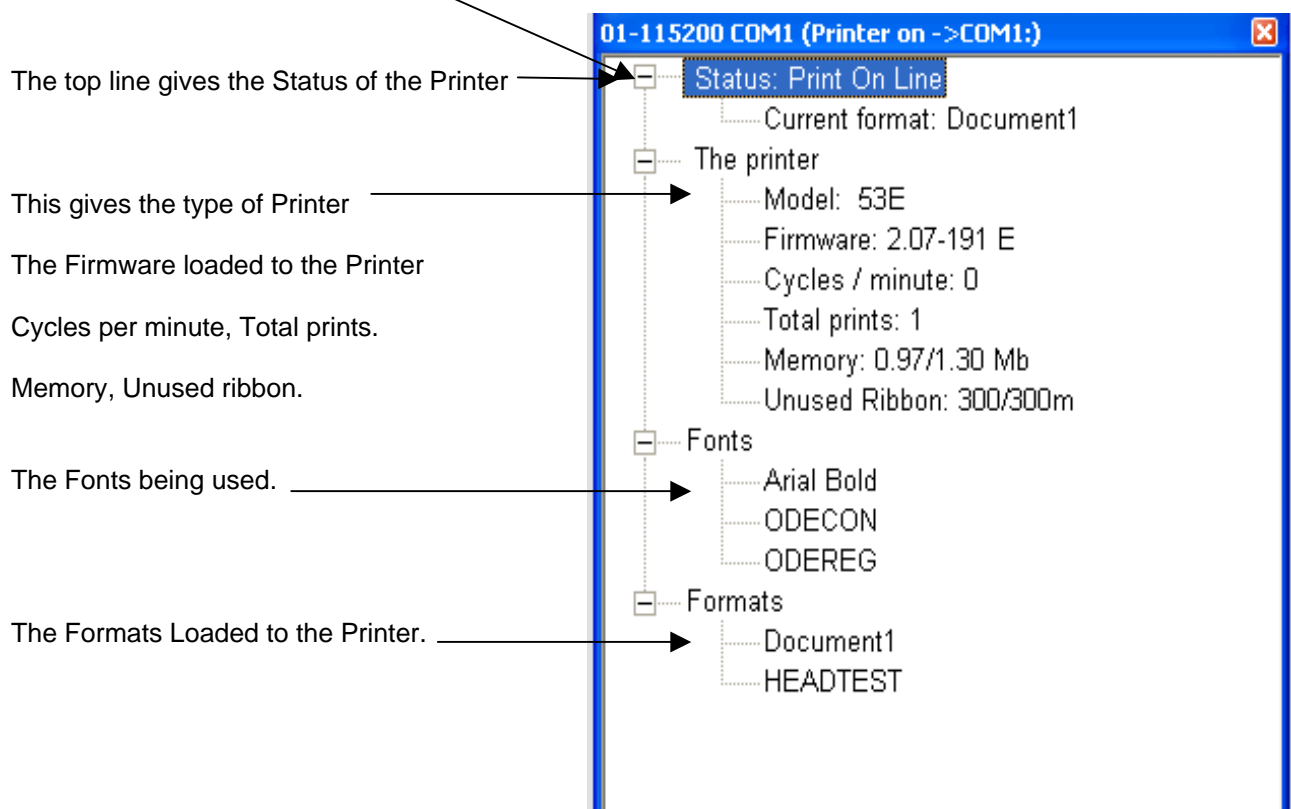 01-115200 COM1 (Printer on ->COM1:)
The top line gives the Status of the Printer
Status: Print On Line
Current format: Document1
The printer
This gives the type of Printer
Model:  53E
Firmware: 2.07-191 E
The Firmware loaded to the Printer
Cycles / minute: 0
Cycles per minute, Total prints.
Total prints: 1
Memory: 0.97/1.30 Mb
Memory, Unused ribbon.
Unused Ribbon: 300/300m
Fonts
The Fonts being used.
Arial Bold
ODECON
ODEREG
Formats
The Formats Loaded to the Printer.
Document1
HEADTEST